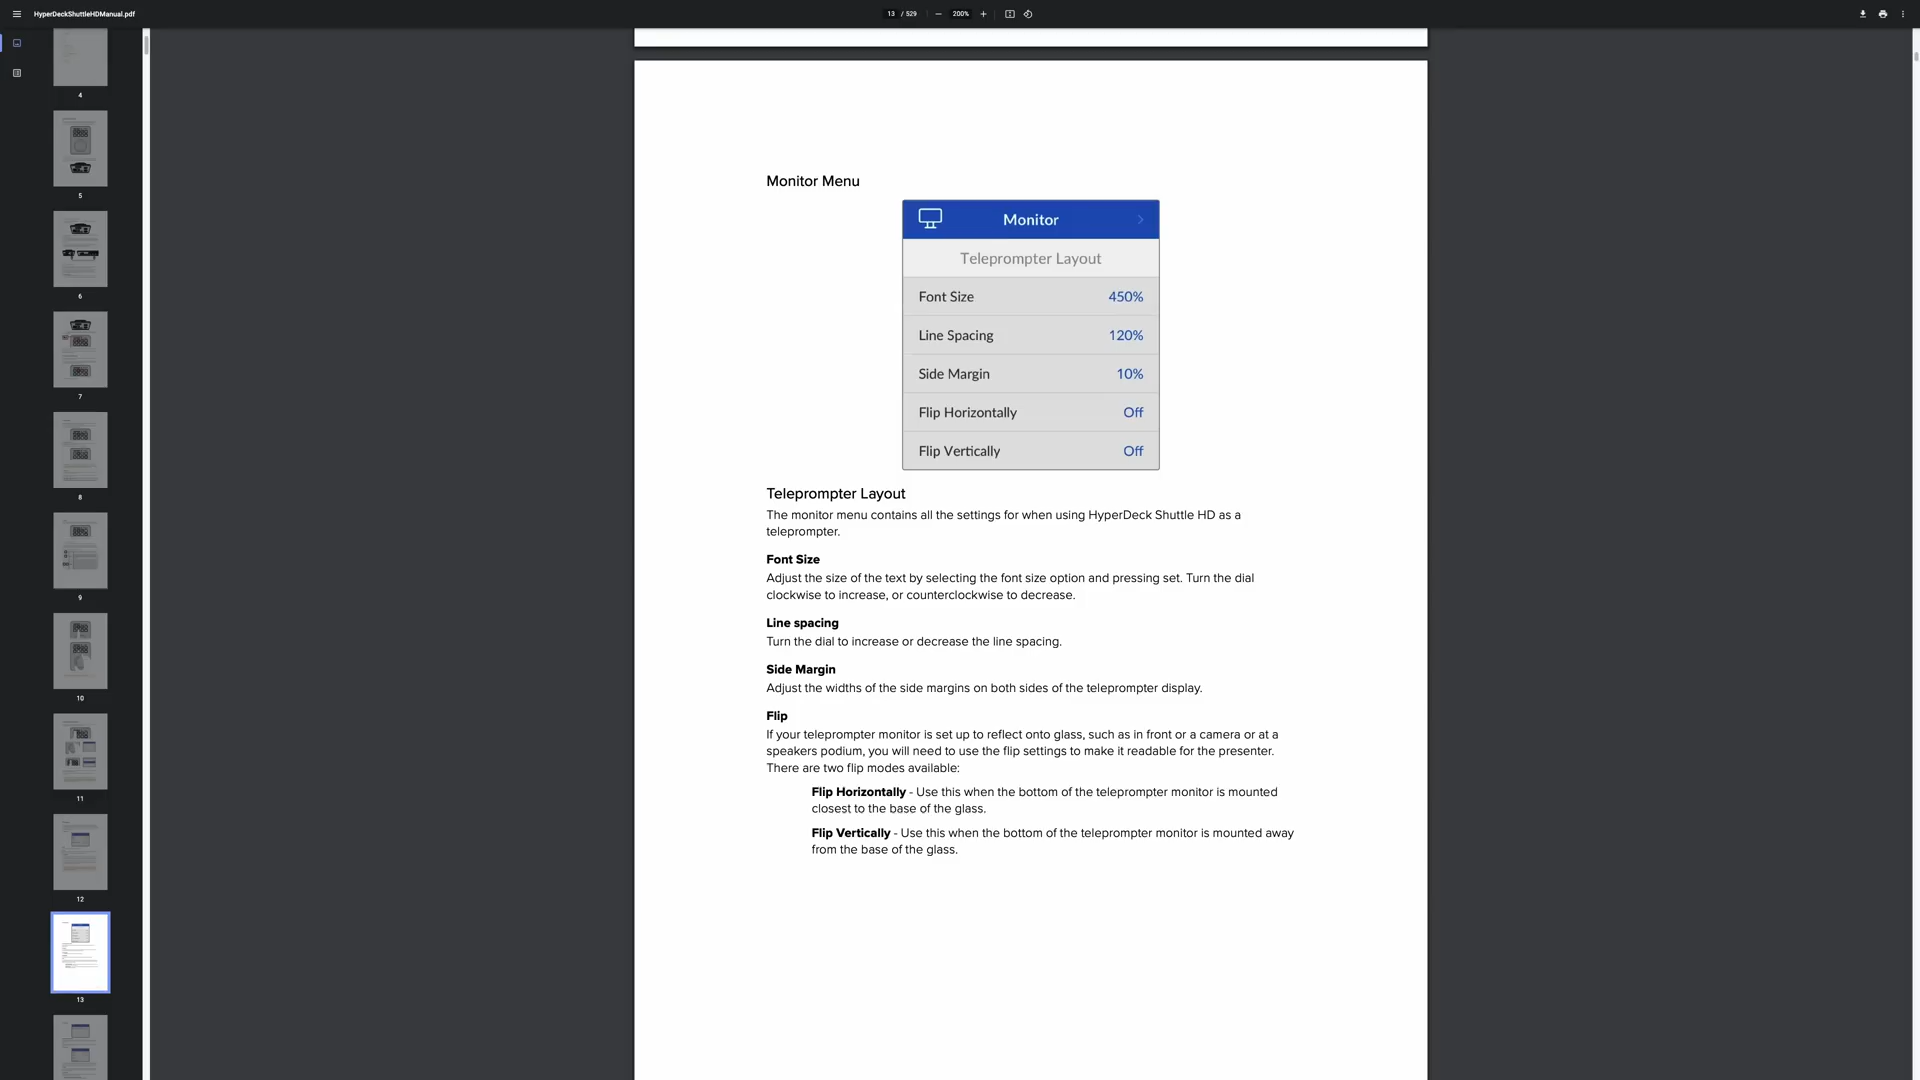 HyperDeckShuttleHDManual.pdf
13 / 529
200%
4
5
6
7
8
9
10
11
12
13
Monitor Menu
Monitor
Teleprompter Layout
Font Size 450%
Line Spacing 120%
Side Margin 10%
Flip Horizontally Off
Flip Vertically Off
Teleprompter Layout
The monitor menu contains all the settings for when using HyperDeck Shuttle HD as a
teleprompter.
Font Size
Adjust the size of the text by selecting the font size option and pressing set. Turn the dial
clockwise to increase, or counterclockwise to decrease.
Line spacing
Turn the dial to increase or decrease the line spacing.
Side Margin
Adjust the widths of the side margins on both sides of the teleprompter display.
Flip
If your teleprompter monitor is set up to reflect onto glass, such as in front or a camera or at a
speakers podium, you will need to use the flip settings to make it readable for the presenter.
There are two flip modes available:
Flip Horizontally - Use this when the bottom of the teleprompter monitor is mounted
closest to the base of the glass.
Flip Vertically - Use this when the bottom of the teleprompter monitor is mounted away
from the base of the glass.